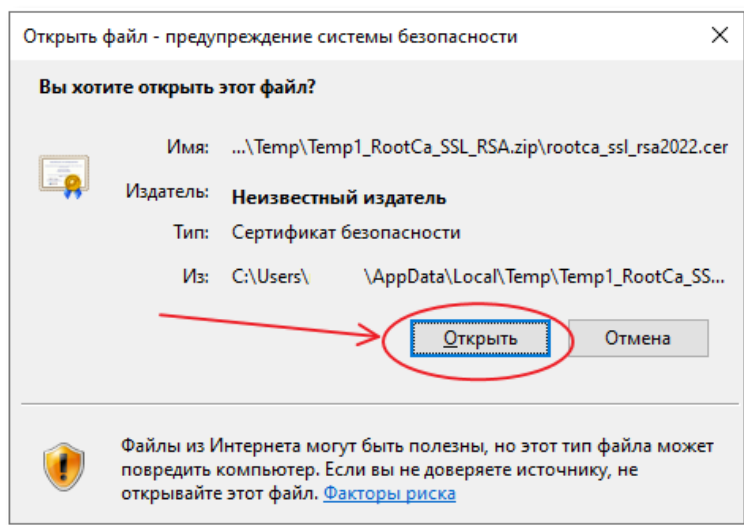 Открыть файл - предупреждение системы безопасности
Вы хотите открыть этот файл?
Имя: ...\Temp\Temp1_RootCa_SSL_RSA.zip\rootca_ssl_rsa2022.cer
Издатель: Неизвестный издатель
Тип: Сертификат безопасности
Из: C:\Users\ \AppData\Local\Temp\Temp1_RootCa_SS...
Открыть Отмена
Файлы из Интернета могут быть полезны, но этот тип файла может
повредить компьютер. Если вы не доверяете источнику, не
открывайте этот файл. Факторы риска